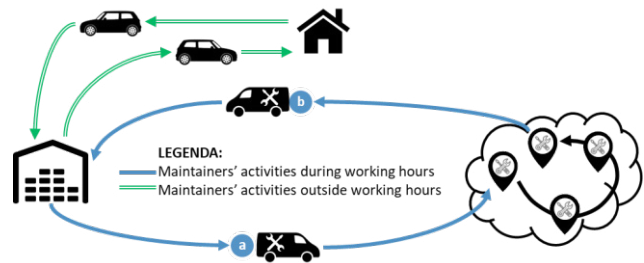 b
LEGENDA:
Maintainers' activities during working hours
Maintainers' activities outside working hours
a